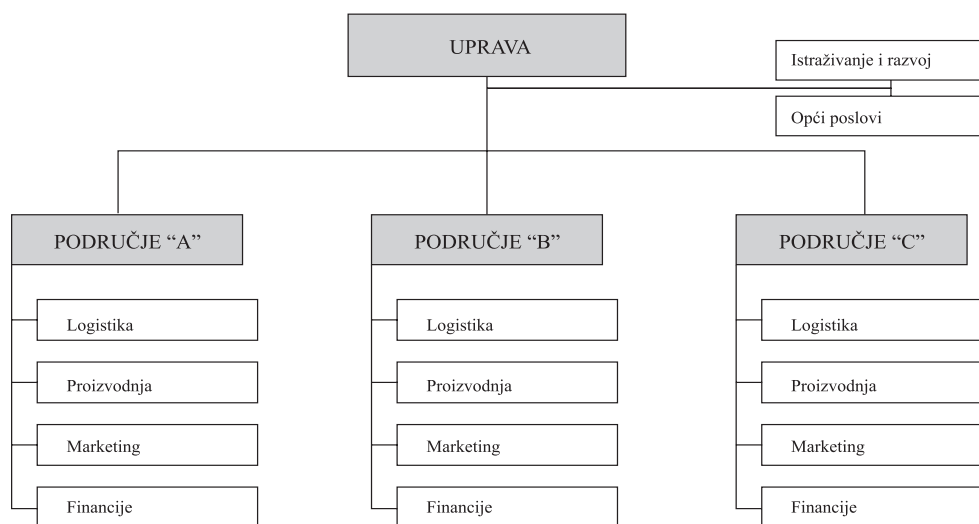 UPRAVA
Istraživanje i razvoj
Opći poslovi
PODRUČJE “A”
PODRUČJE “B”
PODRUČJE “C”
Logistika
Logistika
Logistika
Proizvodnja
Proizvodnja
Proizvodnja
Marketing
Marketing
Marketing
Financije
Financije
Financije